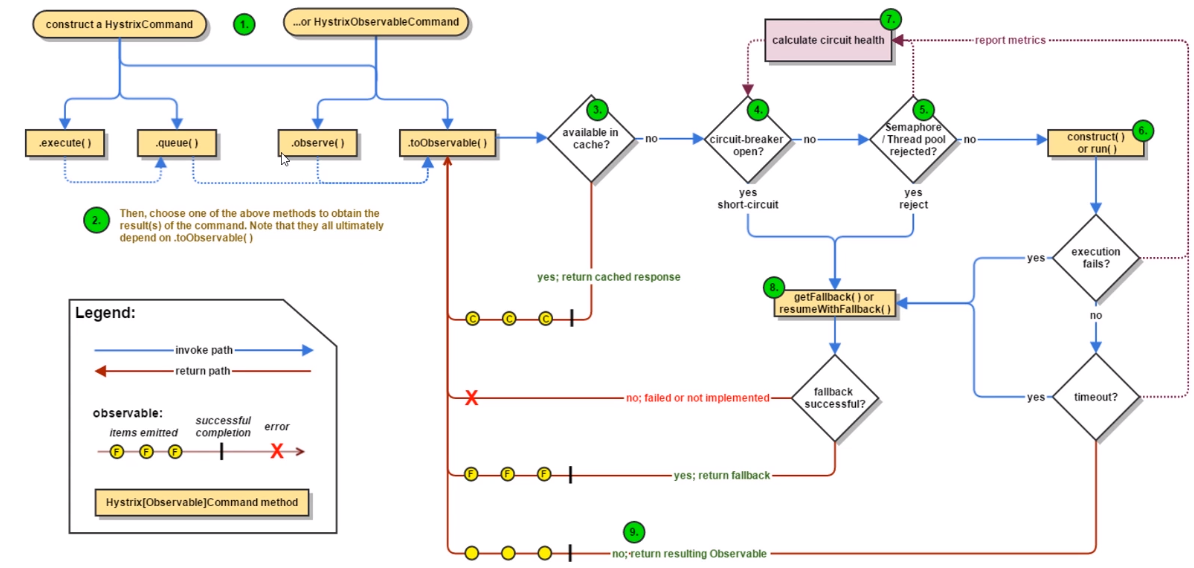 construct a HystrixCommand
1.
...or HystrixObservableCommand
7.
calculate circuit health
report metrics
.execute( )
.queue( )
.observe( )
.toObservable( )
3.
available in
cache?
no
4.
circuit-breaker
open?
no
5.
Semaphore
/ Thread pool
rejected?
no
6.
construct( )
or run( )
yes
short-circuit
yes
reject
2.
Then, choose one of the above methods to obtain the
result(s) of the command. Note that they all ultimately
depend on .toObservable( )
yes; return cached response
C C C
8.
getFallback( ) or
resumeWithFallback( )
yes
execution
fails?
no
yes
timeout?
fallback
successful?
X
no; failed or not implemented
F F F
yes; return fallback
9.
no; return resulting Observable
Legend:
invoke path
return path
observable:
items emitted
successful
completion
error
F F F
X
Hystrix[Observable]Command method